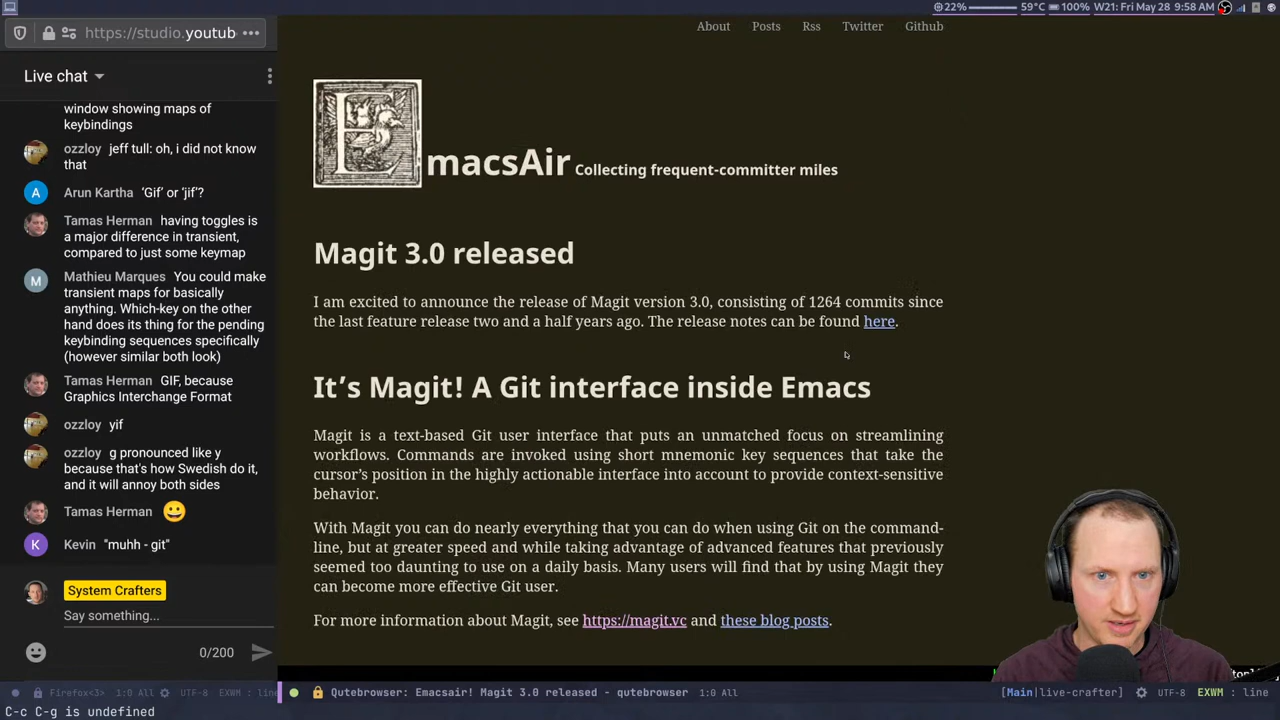 22% 59°C 100% W21: Fri May 28 9:58 AM
https://studio.youtub
Live chat
window showing maps of
keybindings
ozzloy jeff tull: oh, i did not know
that
Arun Kartha ‘Gif’ or ‘jif’?
Tamas Herman having toggles is
a major difference in transient,
compared to just some keymap
Mathieu Marques You could make
transient maps for basically
anything. Which-key on the other
hand does its thing for the pending
keybinding sequences specifically
(however similar both look)
Tamas Herman GIF, because
Graphics Interchange Format
ozzloy yif
ozzloy g pronounced like y
because that's how Swedish do it,
and it will annoy both sides
Tamas Herman 😀
Kevin "muhh - git"
System Crafters
Say something...
0/200
About Posts Rss Twitter Github
EmacsAir Collecting frequent-committer miles
Magit 3.0 released
I am excited to announce the release of Magit version 3.0, consisting of 1264 commits since
the last feature release two and a half years ago. The release notes can be found here.
It’s Magit! A Git interface inside Emacs
Magit is a text-based Git user interface that puts an unmatched focus on streamlining
workflows. Commands are invoked using short mnemonic key sequences that take the
cursor’s position in the highly actionable interface into account to provide context-sensitive
behavior.
With Magit you can do nearly everything that you can do when using Git on the command-
line, but at greater speed and while taking advantage of advanced features that previously
seemed too daunting to use on a daily basis. Many users will find that by using Magit they
can become more effective Git user.
For more information about Magit, see https://magit.vc and these blog posts.
Firefox<3> 1:0 All UTF-8 EXWM : line
Qutebrowser: Emacsair! Magit 3.0 released - qutebrowser 1:0 All [Main|live-crafter] UTF-8 EXWM : line
C-c C-g is undefined